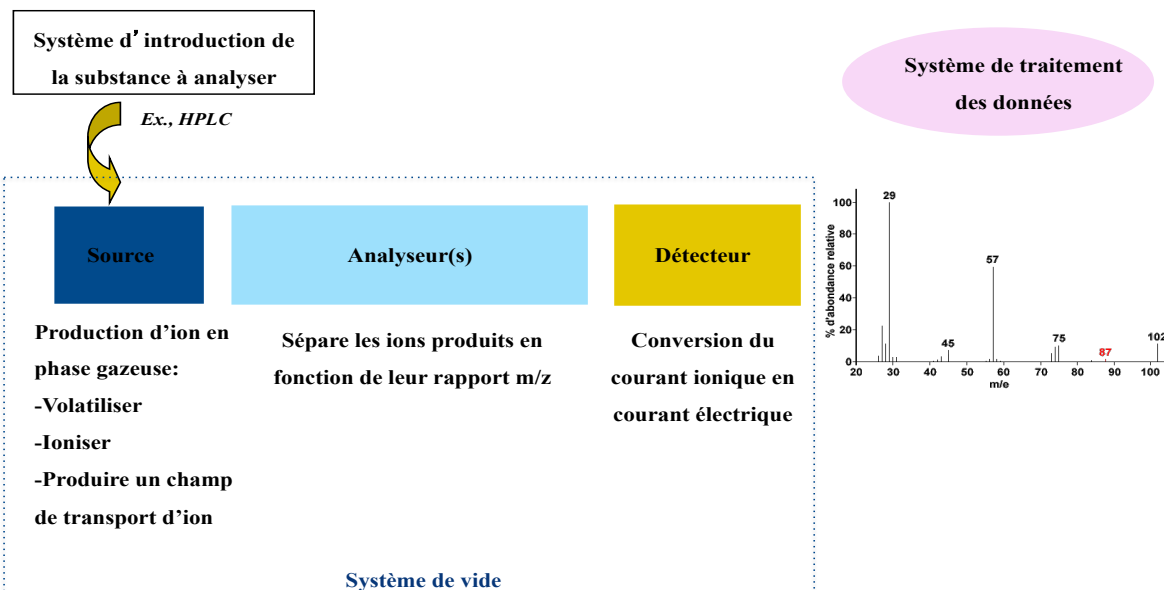 Système d'introduction de
la substance à analyser
Ex., HPLC
Système de traitement
des données
Source
Analyseur(s)
Détecteur
Production d'ion en
phase gazeuse:
-Volatiliser
-Ioniser
-Produire un champ
de transport d'ion
Sépare les ions produits en
fonction de leur rapport m/z
Conversion du
courant ionique en
courant électrique
Système de vide
% d'abondance relative
100
80
60
40
20
0
29
57
45
75
87
102
20 30 40 50 60 70 80 90 100
m/e